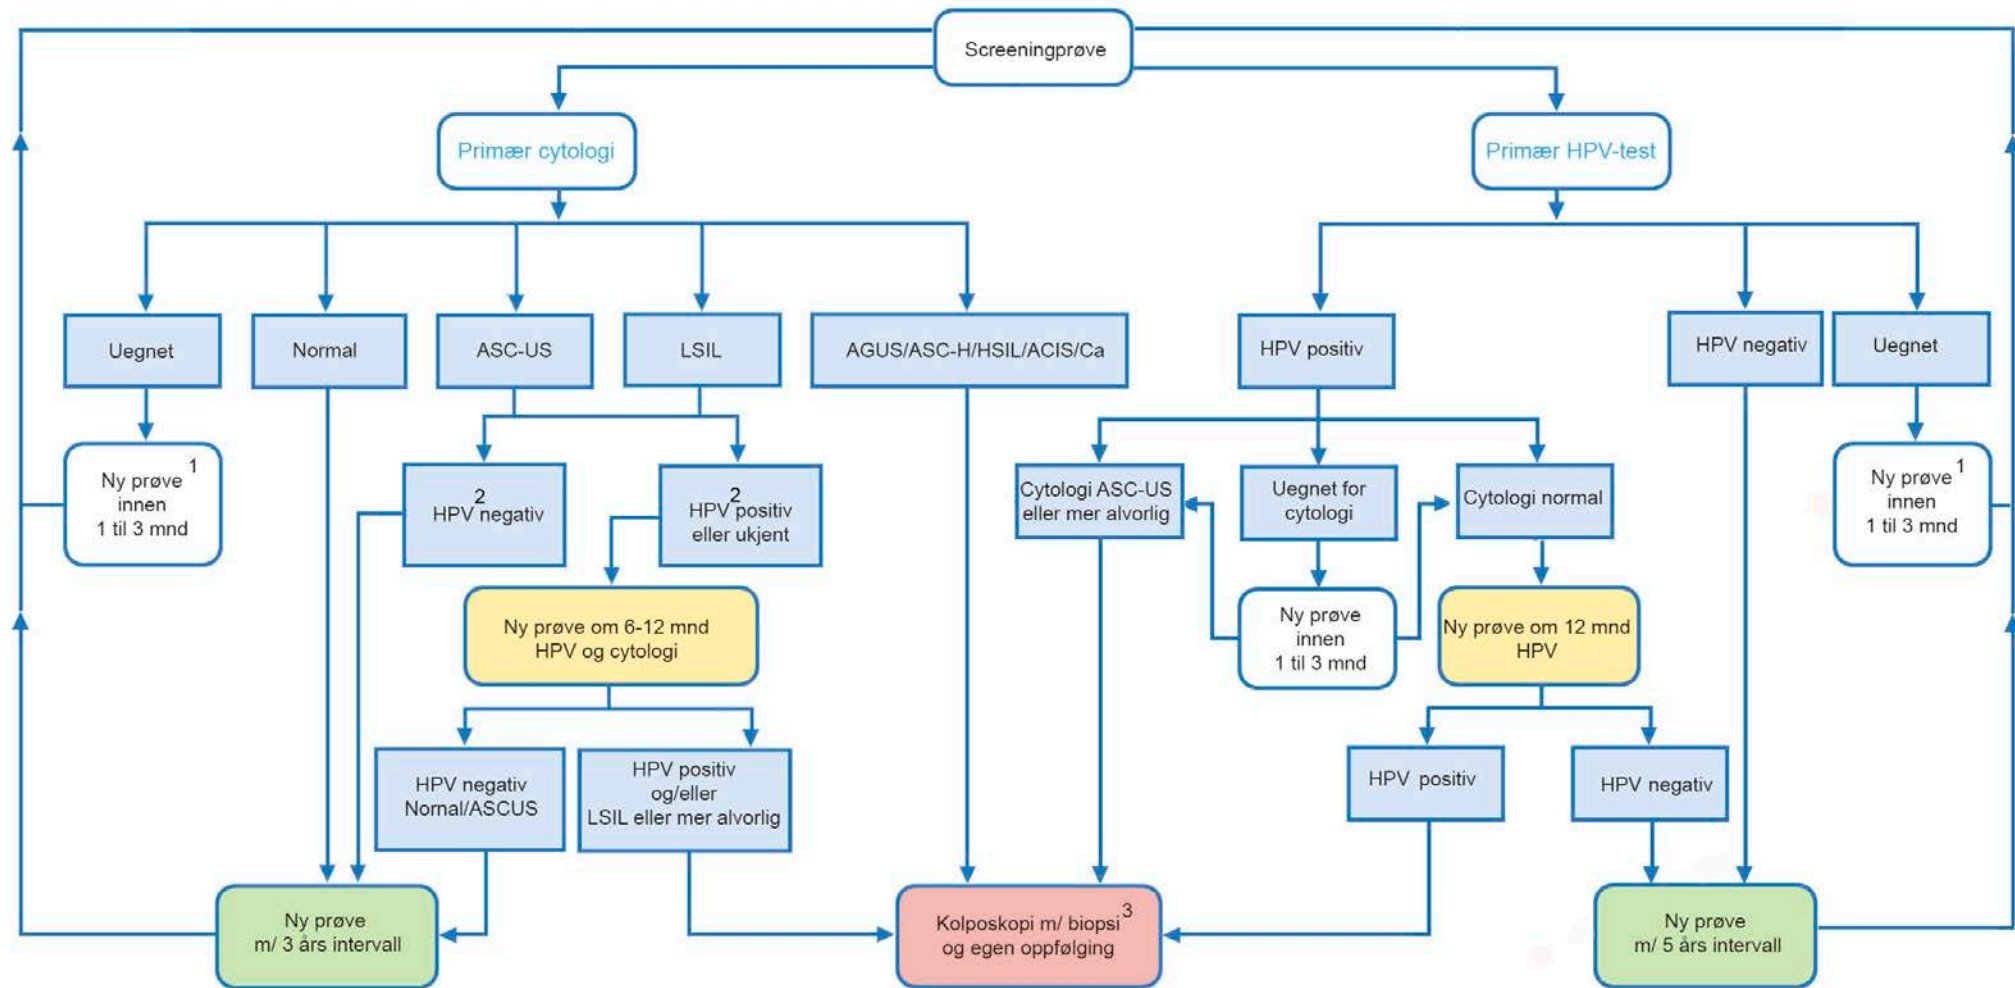 Screeningprøve
Primær cytologi
Primær HPV-test
Uegnet
Normal
ASC-US
LSIL
AGUS/ASC-H/HSIL/ACIS/Ca
HPV positiv
HPV negativ
Uegnet
Ny prøve 1
innen
1 til 3 mnd
2
HPV negativ
2
HPV positiv
eller ukjent
Cytologi ASC-US
eller mer alvorlig
Uegnet for
cytologi
Cytologi normal
Ny prøve 1
innen
1 til 3 mnd
Ny prøve om 6-12 mnd
HPV og cytologi
Ny prøve
innen
1 til 3 mnd
Ny prøve om 12 mnd
HPV
HPV negativ
Nornal/ASCUS
HPV positiv
og/eller
LSIL eller mer alvorlig
HPV positiv
HPV negativ
Ny prøve
m/ 3 års intervall
Kolposkopi m/ biopsi 3
og egen oppfølging
Ny prøve
m/ 5 års intervall